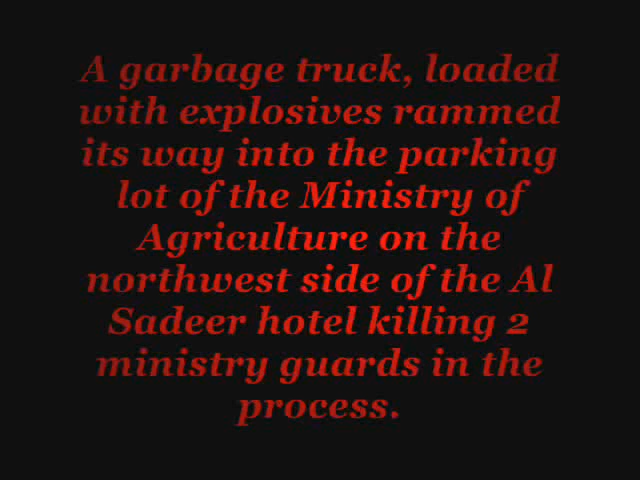 A garbage truck, loaded
with explosives rammed
its way into the parking
lot of the Ministry of
Agriculture on the
northwest side of the Al
Sadeer hotel killing 2
ministry guards in the
process.